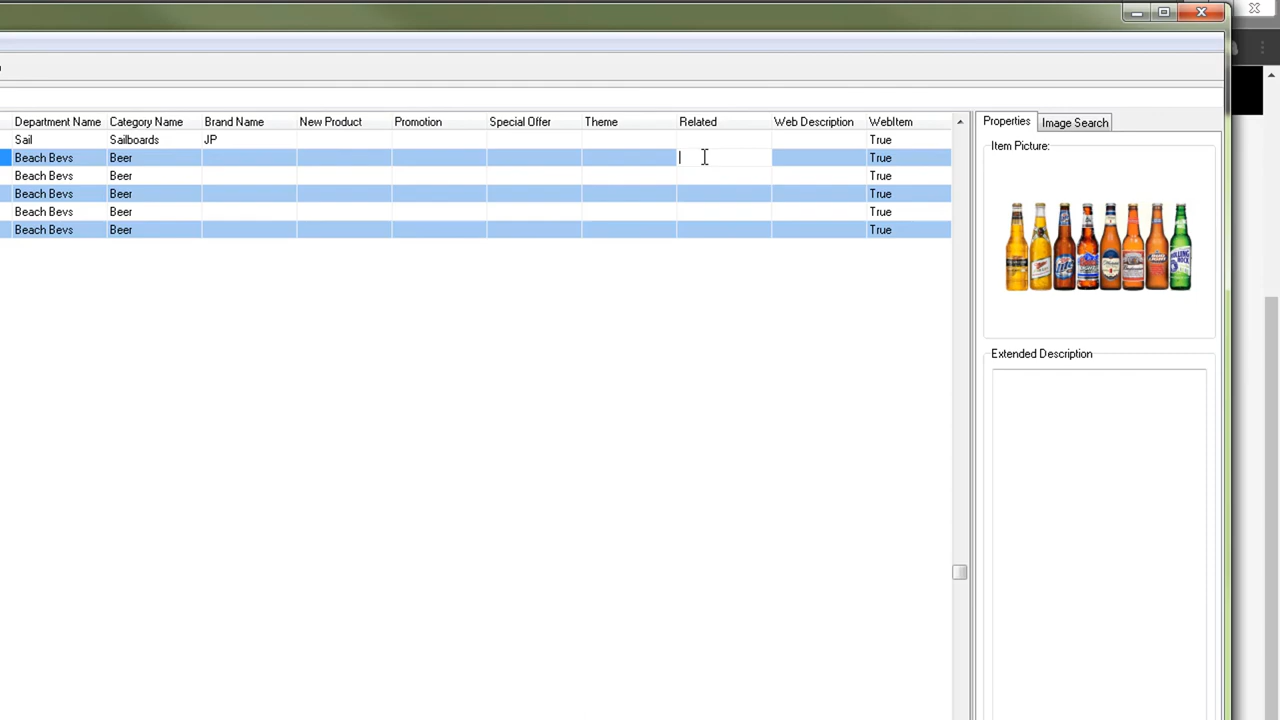 Department Name Category Name Brand Name New Product Promotion Special Offer Theme Related Web Description WebItem
Sail Sailboards JP True
Beach Bevs Beer True
Beach Bevs Beer True
Beach Bevs Beer True
Beach Bevs Beer True
Beach Bevs Beer True
Properties Image Search
Item Picture:
Extended Description